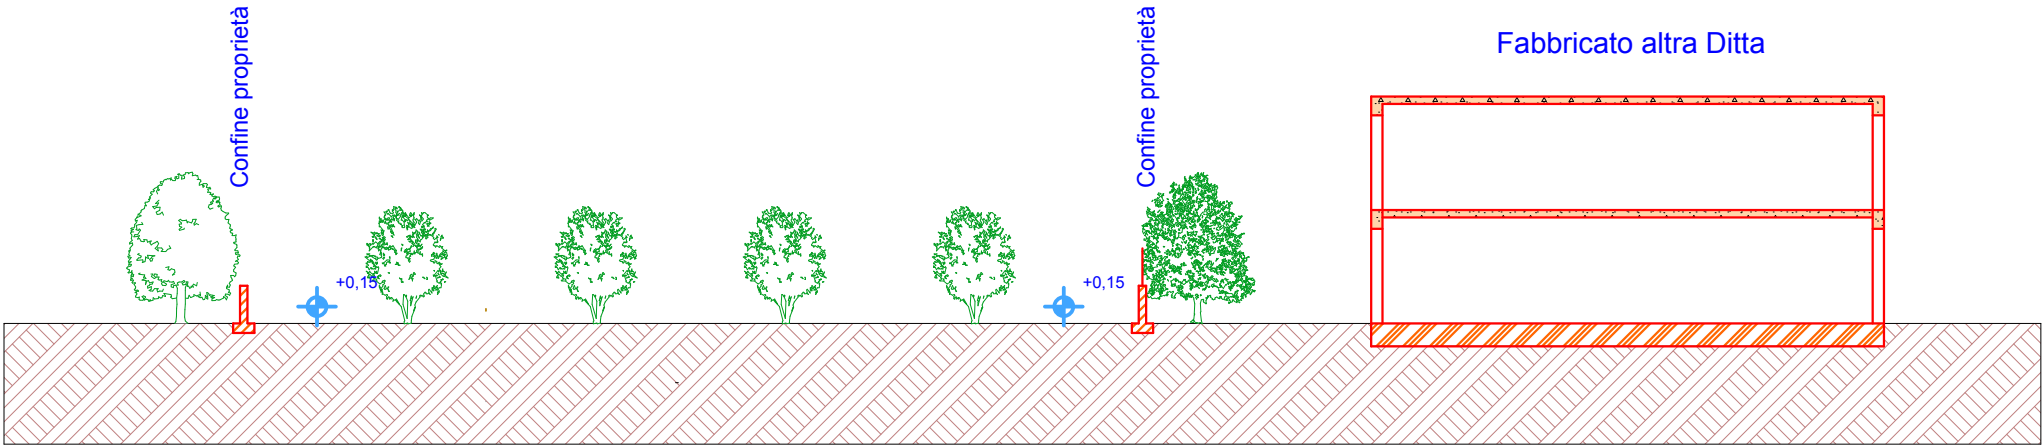 Confine proprietà
Confine proprietà
Fabbricato altra Ditta
+0,15
+0,15